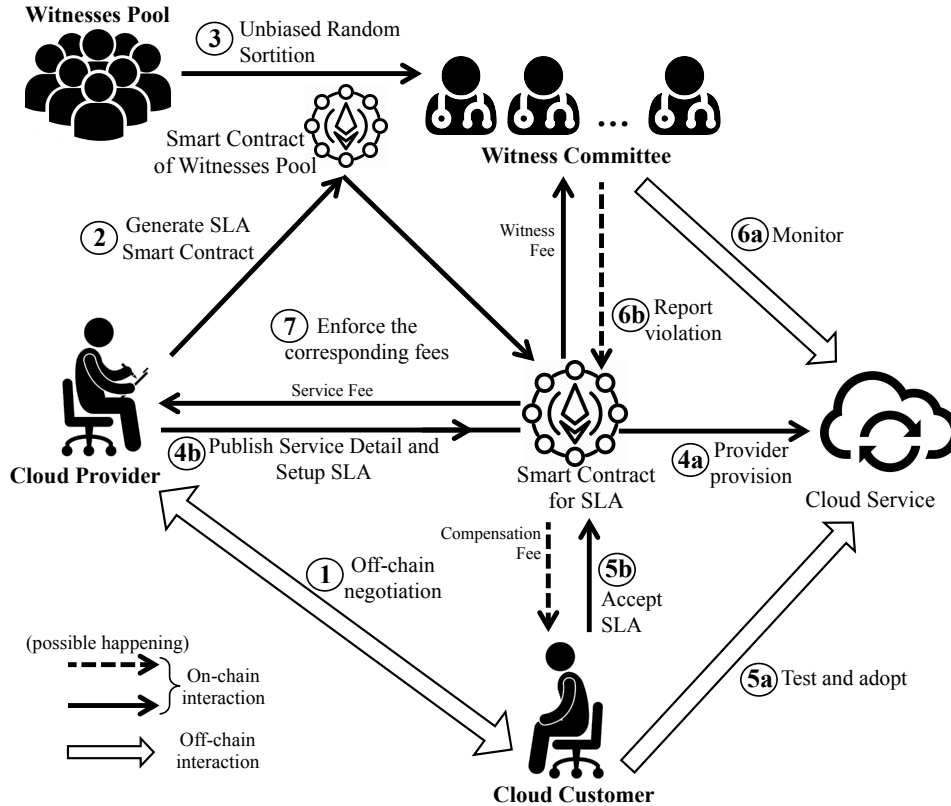 Witnesses Pool
3 Unbiased Random
Sortition
Smart Contract
of Witnesses Pool
...
Witness Committee
2 Generate SLA
Smart Contract
Witness
Fee
6a Monitor
6b Report
violation
7 Enforce the
corresponding fees
Service Fee
4b Publish Service Detail and
Setup SLA
Cloud Provider
Smart Contract
for SLA
4a Provider
provision
Cloud Service
1 Off-chain
negotiation
Compensation
Fee
5b
Accept
SLA
(possible happening)
On-chain
interaction
Off-chain
interaction
5a Test and adopt
Cloud Customer